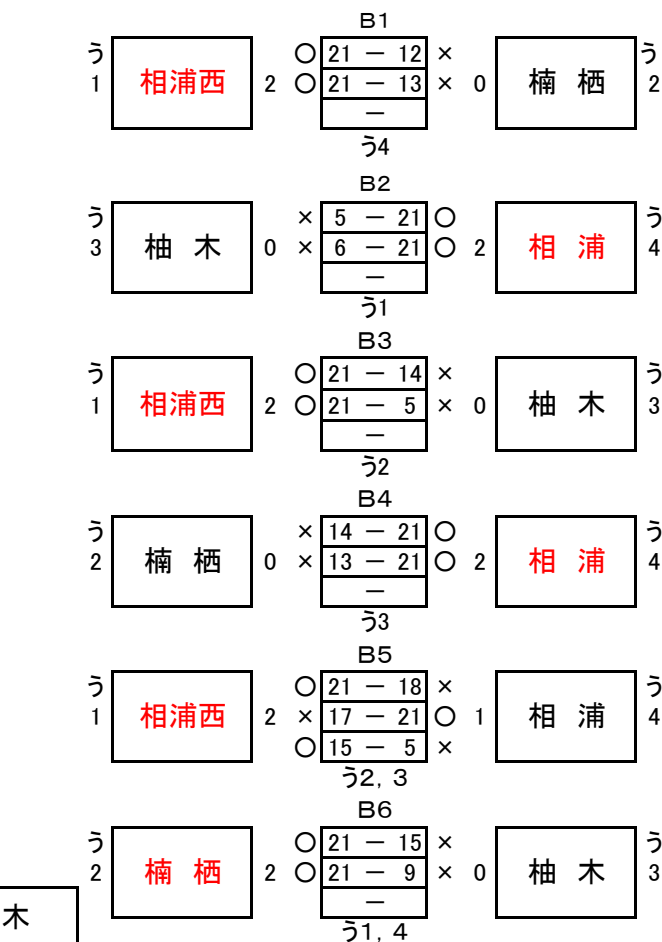 B1
う ○ 21 － 12 × う
1 相浦西 2 ○ 21 － 13 × 0 楠 栖 2
－
う4
B2
う × 5 － 21 ○ う
3 柚 木 0 × 6 － 21 ○ 2 相 浦 4
－
う1
B3
う ○ 21 － 14 × う
1 相浦西 2 ○ 21 － 5 × 0 柚 木 3
－
う2
B4
う × 14 － 21 ○ う
2 楠 栖 0 × 13 － 21 ○ 2 相 浦 4
－
う3
B5
う ○ 21 － 18 × う
1 相浦西 2 × 17 － 21 ○ 1 相 浦 4
○ 15 － 5 ×
う2，3
B6
う ○ 21 － 15 × う
2 楠 栖 2 ○ 21 － 9 × 0 柚 木 3
－
木
う1，4